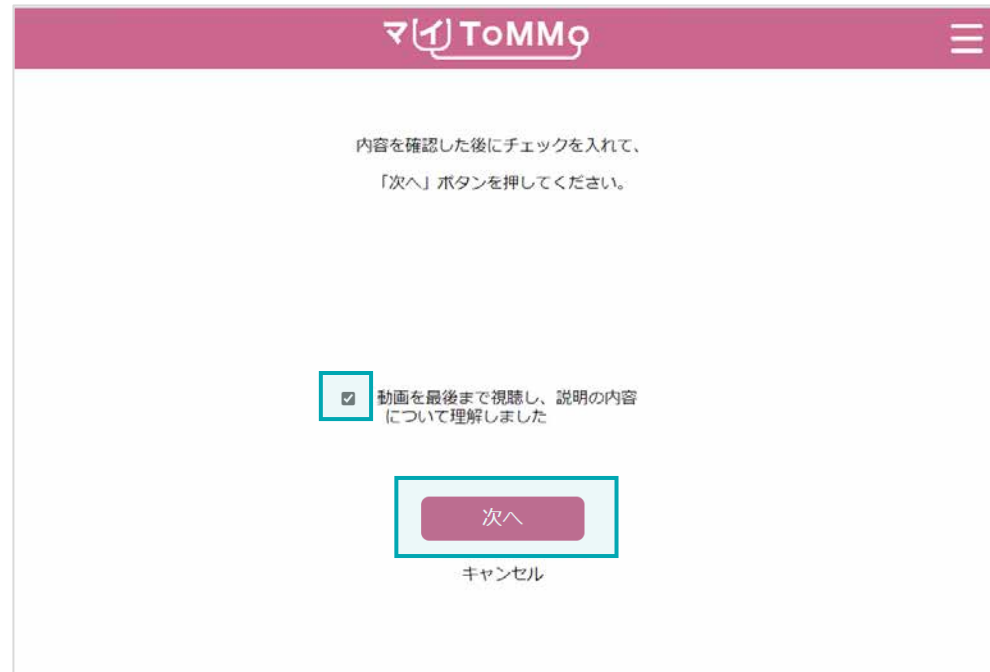 マイToMMo
内容を確認した後にチェックを入れて、
「次へ」ボタンを押してください。
動画を最後まで視聴し、説明の内容
について理解しました
次へ
キャンセル